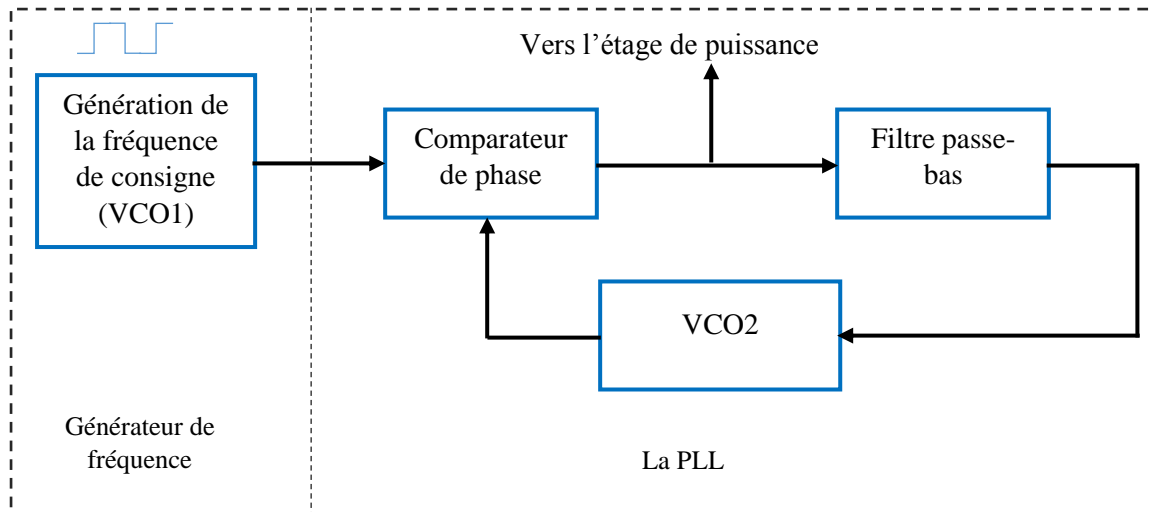 Génération de
la fréquence
de consigne
(VCO1)
Vers l’étage de puissance
Comparateur
de phase
Filtre passe-
bas
VCO2
Générateur de
fréquence
La PLL